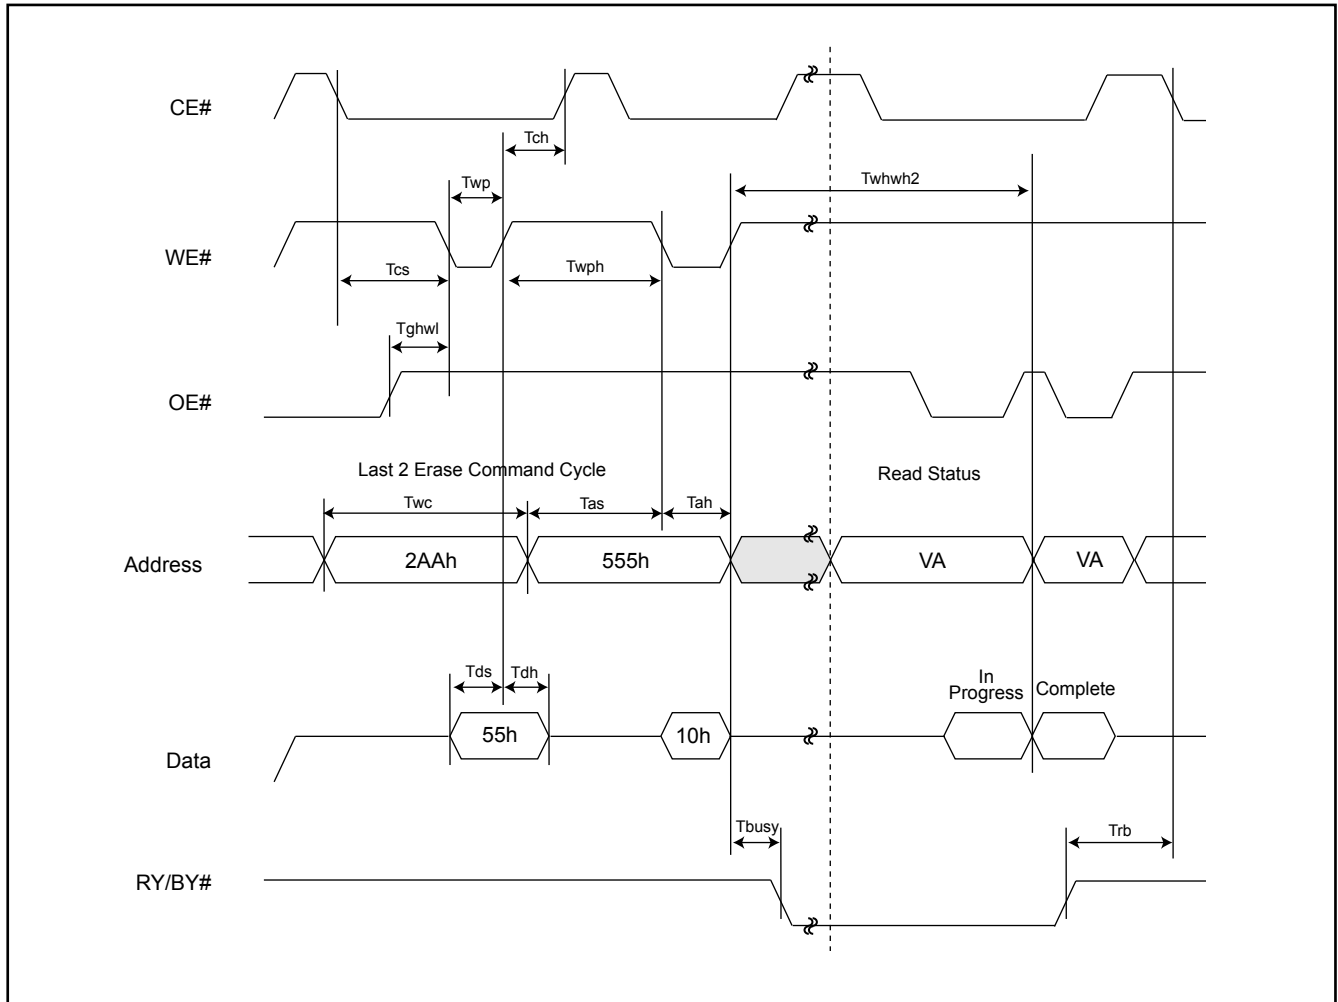 CE#
Tch
Twp
Twhwh2
WE#
Tcs
Twph
Tghwl
OE#
Last 2 Erase Command Cycle
Read Status
Twc
Tas
Tah
Address
2AAh
555h
VA
VA
Tds
Tdh
In
Progress
Complete
55h
10h
Data
Tbusy
Trb
RY/BY#